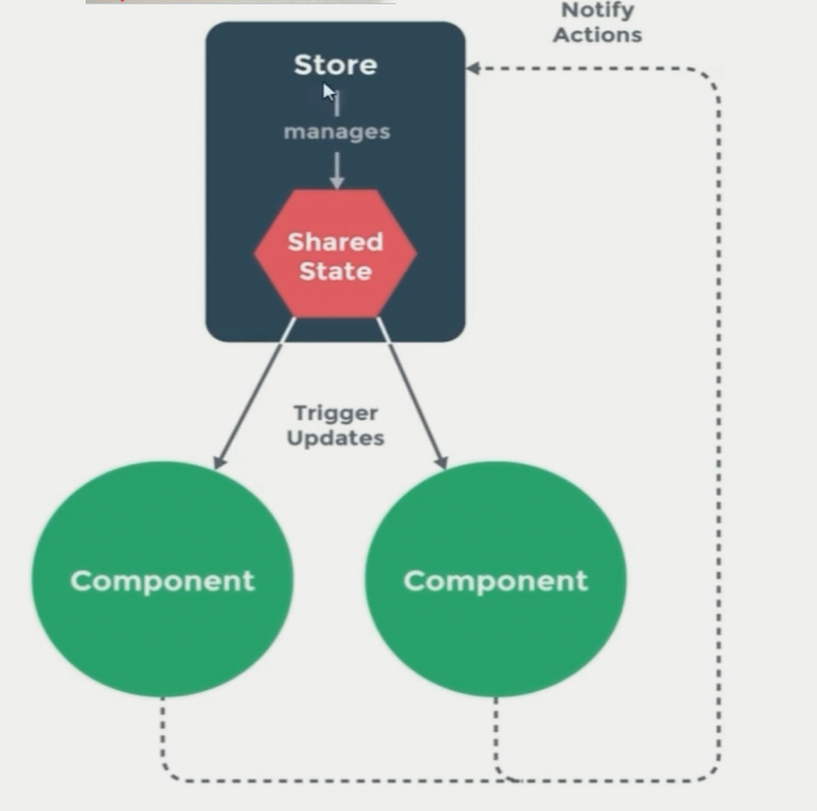 Notify
Actions
Store
manages
Shared
State
Trigger
Updates
Component
Component